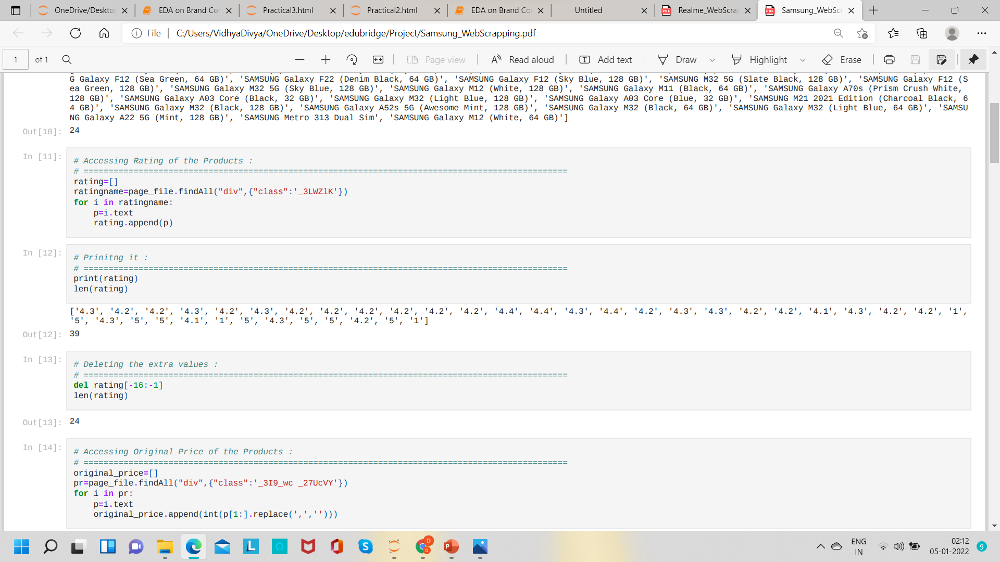 OneDrive/Deskto
EDA on Brand Co
Practical3.html
Practical2.html
EDA on Brand Co
Untitled
Realme_WebScra
Samsung_WebSc
File
C:/Users/VidhyaDivya/OneDrive/Desktop/edubridge/Project/Samsung_WebScrapping.pdf
1 of 1
Page view
Read aloud
Add text
Draw
Highlight
Erase
G Galaxy F12 (Sea Green, 64 GB)', 'SAMSUNG Galaxy F22 (Denim Black, 64 GB)', 'SAMSUNG Galaxy F12 (Sky Blue, 128 GB)', 'SAMSUNG M32 5G (Slate Black, 128 GB)', 'SAMSUNG Galaxy F12 (S
ea Green, 128 GB)', 'SAMSUNG Galaxy M32 5G (Sky Blue, 128 GB)', 'SAMSUNG Galaxy M12 (White, 128 GB)', 'SAMSUNG Galaxy M11 (Black, 64 GB)', 'SAMSUNG Galaxy A70s (Prism Crush White,
128 GB)', 'SAMSUNG Galaxy A03 Core (Black, 32 GB)', 'SAMSUNG Galaxy M32 (Light Blue, 128 GB)', 'SAMSUNG Galaxy A03 Core (Blue, 32 GB)', 'SAMSUNG M21 2021 Edition (Charcoal Black, 6
4 GB)', 'SAMSUNG Galaxy M32 (Black, 128 GB)', 'SAMSUNG Galaxy A52s 5G (Awesome Mint, 128 GB)', 'SAMSUNG Galaxy M32 (Black, 64 GB)', 'SAMSUNG Galaxy M32 (Light Blue, 64 GB)', 'SAMSU
NG Galaxy A22 5G (Mint, 128 GB)', 'SAMSUNG Metro 313 Dual Sim', 'SAMSUNG Galaxy M12 (White, 64 GB)']
Out[10]: 24
In [11]:
# Accessing Rating of the Products :
# =================================================================================================
rating=[]
ratingname=page_file.findAll("div",{"class":'_3LWZlK'})
for i in ratingname:
    p=i.text
    rating.append(p)
In [12]:
# Prinitng it :
# =================================================================================================
print(rating)
len(rating)
['4.3', '4.2', '4.2', '4.3', '4.2', '4.3', '4.2', '4.2', '4.2', '4.2', '4.2', '4.2', '4.4', '4.4', '4.3', '4.4', '4.2', '4.3', '4.3', '4.2', '4.2', '4.1', '4.3', '4.2', '4.2', '1',
'5', '4.3', '5', '5', '4.1', '1', '5', '4.3', '5', '5', '4.2', '5', '1']
Out[12]: 39
In [13]:
# Deleting the extra values :
# =================================================================================================
del rating[-16:-1]
len(rating)
Out[13]: 24
In [14]:
# Accessing Original Price of the Products :
# =================================================================================================
original_price=[]
pr=page_file.findAll("div",{"class":'_3I9_wc _27UcVY'})
for i in pr:
    p=i.text
    original_price.append(int(p[1:].replace(',','')))
ENG
IN
02:12
05-01-2022
9